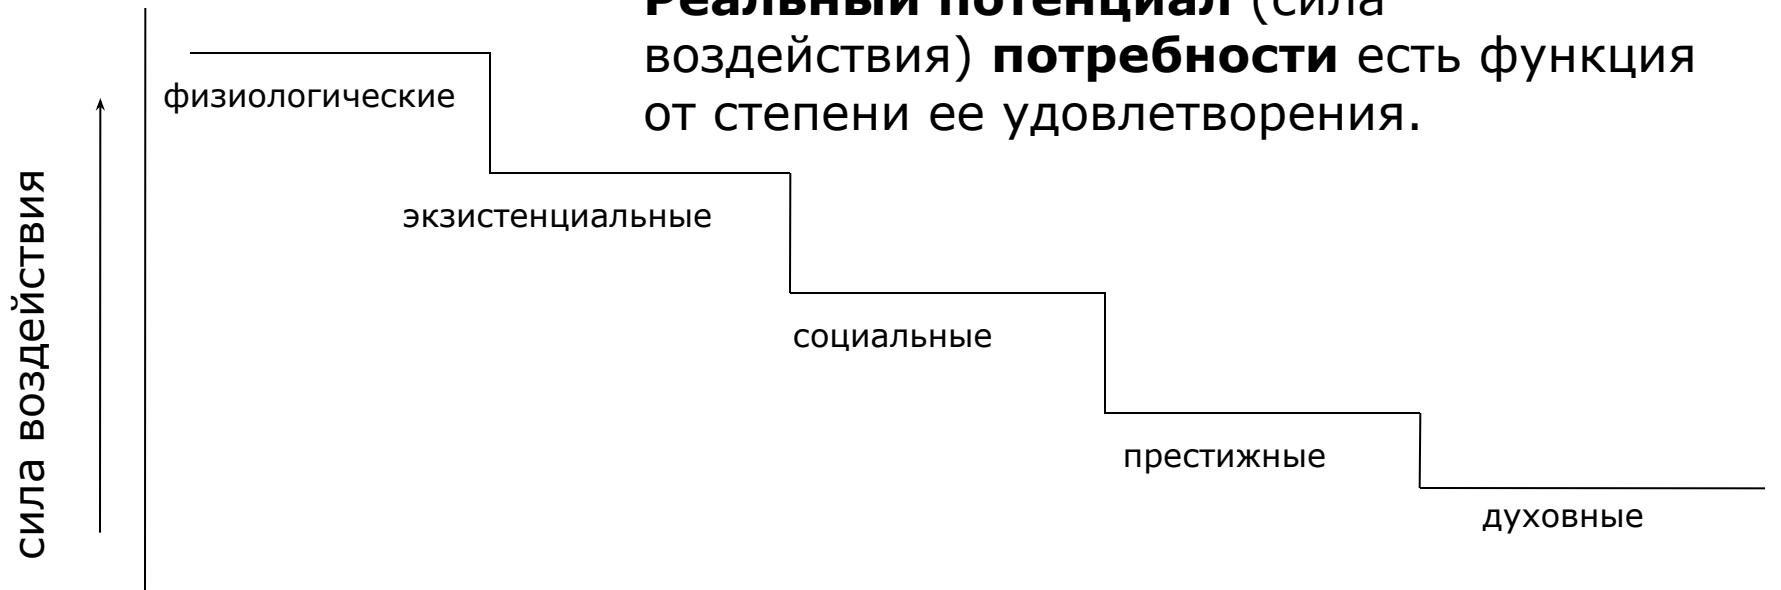 Реальный потенциал (сила
воздействия) потребности есть функция
от степени ее удовлетворения.
физиологические
экзистенциальные
социальные
престижные
духовные
сила воздействия